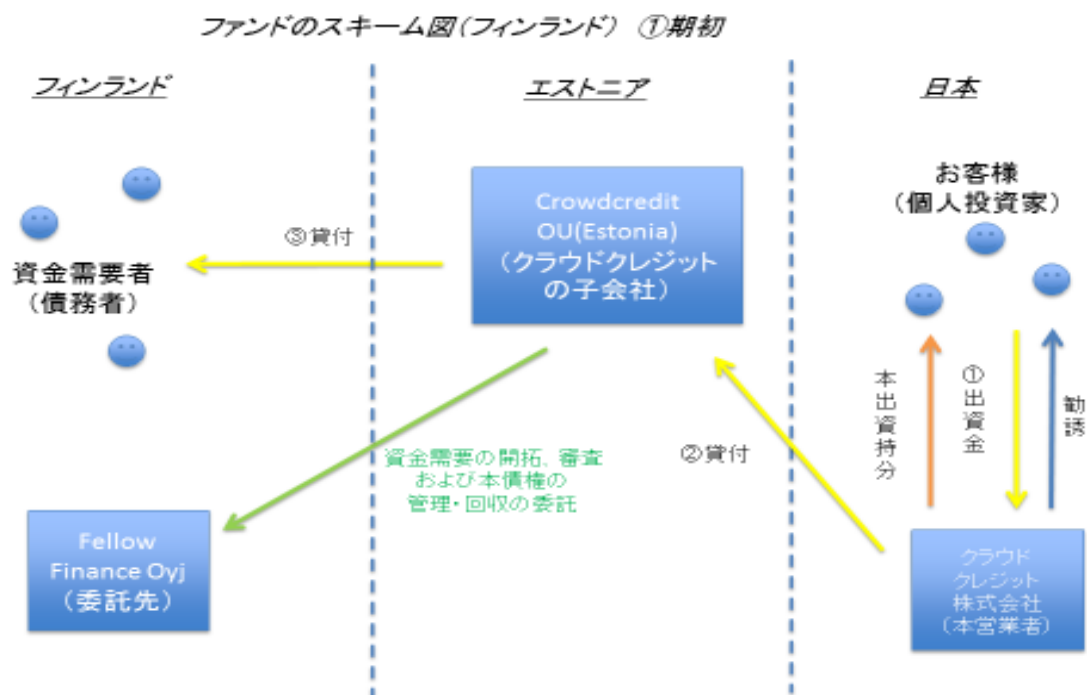 ファンドのスキーム図(フィンランド) ①期初
フィンランド
エストニア
日本
お客様
(個人投資家)
Crowdcredit
OU(Estonia)
(クラウドクレジット
の子会社)
③貸付
資金需要者
(債務者)
本出資持分
①出資金
勧誘
②貸付
資金需要の開拓、審査
および本債権の
管理・回収の委託
Fellow
Finance Oyj
(委託先)
クラウド
クレジット
株式会社
(本営業者)